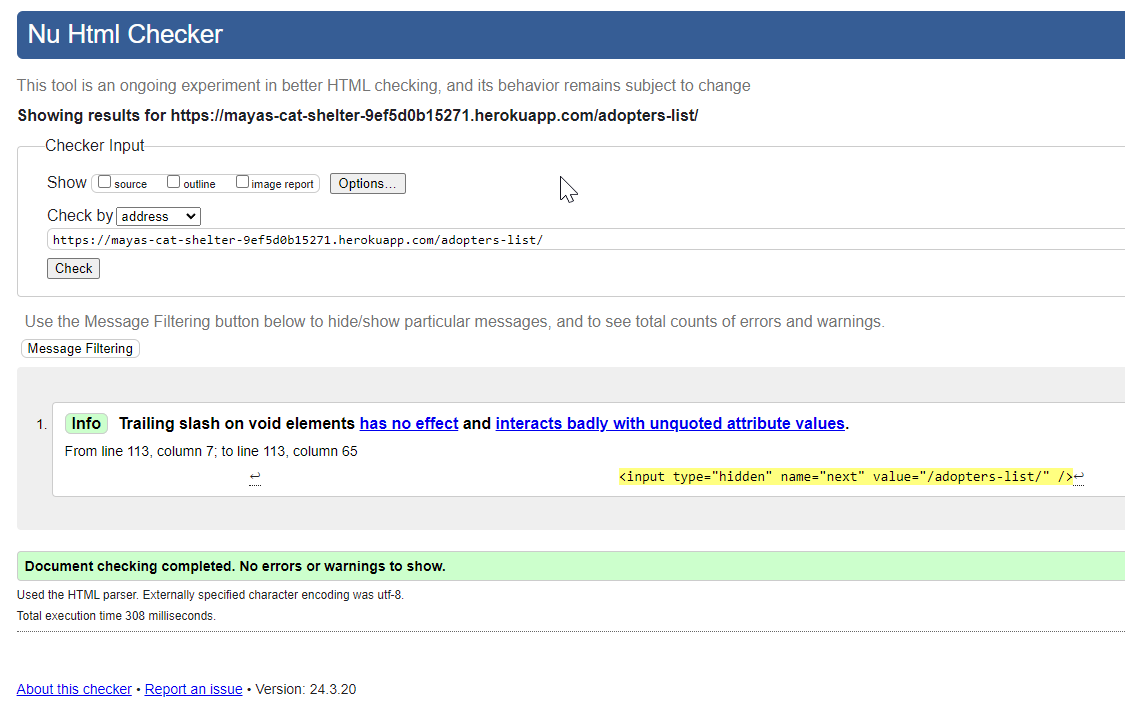 Nu Html Checker
This tool is an ongoing experiment in better HTML checking, and its behavior remains subject to change
Showing results for https://mayas-cat-shelter-9ef5d0b15271.herokuapp.com/adopters-list/
Checker Input
Show source outline image report Options...
Check by address
https://mayas-cat-shelter-9ef5d0b15271.herokuapp.com/adopters-list/
Check
Use the Message Filtering button below to hide/show particular messages, and to see total counts of errors and warnings.
Message Filtering
1. Info Trailing slash on void elements has no effect and interacts badly with unquoted attribute values.
From line 113, column 7; to line 113, column 65
↩ <input type="hidden" name="next" value="/adopters-list/" />↩
Document checking completed. No errors or warnings to show.
Used the HTML parser. Externally specified character encoding was utf-8.
Total execution time 308 milliseconds.
About this checker • Report an issue • Version: 24.3.20